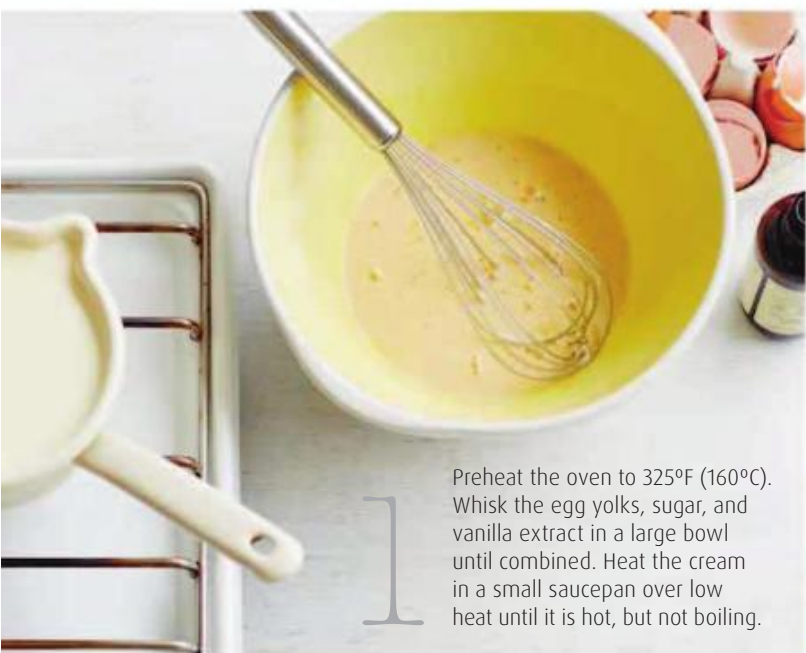 1
Preheat the oven to 325ºF (160ºC).
Whisk the egg yolks, sugar, and
vanilla extract in a large bowl
until combined. Heat the cream
in a small saucepan over low
heat until it is hot, but not boiling.